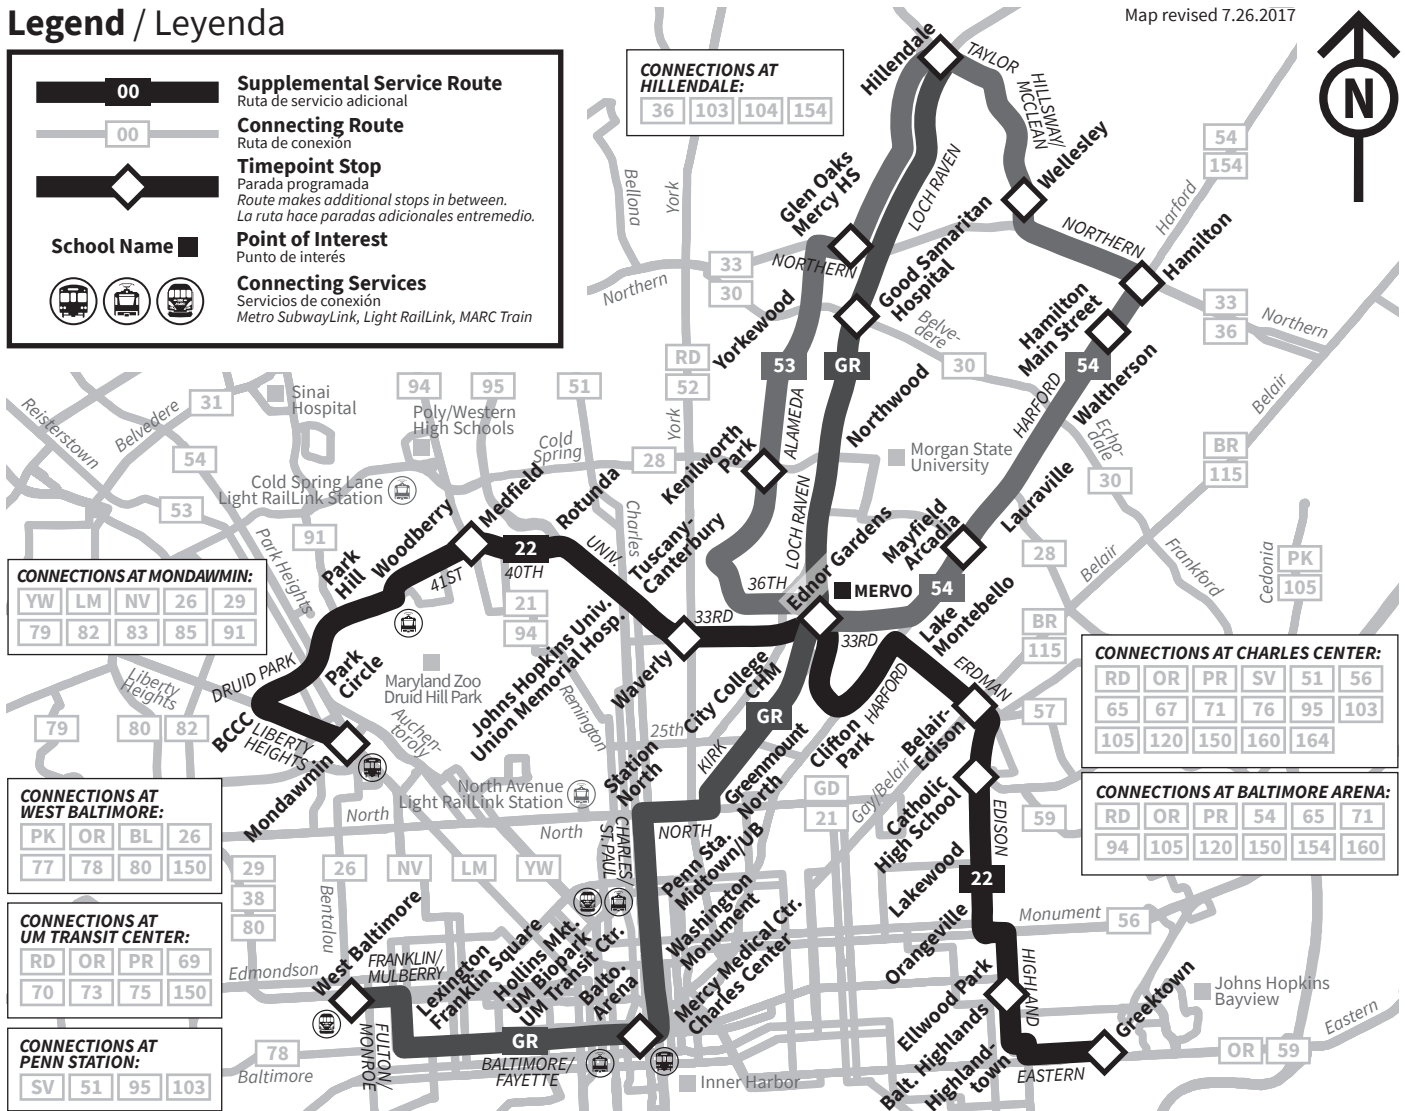 Legend / Leyenda
Map revised 7.26.2017
00
Supplemental Service Route
Ruta de servicio adicional
00
Connecting Route
Ruta de conexión
Timepoint Stop
Parada programada
Route makes additional stops in between.
La ruta hace paradas adicionales entremedio.
School Name
Point of Interest
Punto de interés
Connecting Services
Servicios de conexión
Metro SubwayLink, Light RailLink, MARC Train
N
CONNECTIONS AT
HILLENDALE:
36 103 104 154
Hillendale
TAYLOR
HILLSWAY/
MCCLEAN
Wellesley
54
154
Harford
Bellona
York
Glen Oaks
Mercy HS
LOCH RAVEN
NORTHERN
Hamilton
33
30
Northern
NORTHERN
Good Samaritan
Hospital
Belve-
dere
Hamilton
Main Street
33
36
Northern
Yorkewood
53
GR
30
54
Waltherson
Belair
RD
52
York
Northwood
HARFORD
Echo-
dale
ALAMEDA
Kenilworth
Park
Morgan State
University
BR
115
30
Reisterstown
Belvedere
31
Sinai
Hospital
94
95
51
Poly/Western
High Schools
Cold
Spring
28
54
Cold Spring Lane
Light RailLink Station
53
91
Park Heights
Medfield
Rotunda
Charles
Woodberry
Park
Hill
41ST
22
40TH
UNIV.
Tuscany-
Canterbury
LOCH RAVEN
Ednor Gardens
Mayfield
Arcadia
Lauraville
28
Belair
Frankford
Cedonia
PK
105
36TH
MERVO
54
CONNECTIONS AT MONDAWMIN:
YW LM NV 26 29
79 82 83 85 91
21
94
33RD
33RD
Lake
Montebello
BR
115
DRUID PARK
Park
Circle
Maryland Zoo
Druid Hill Park
Johns Hopkins Univ.
Union Memorial Hosp.
Waverly
City College
CHM
HARFORD
ERDMAN
CONNECTIONS AT CHARLES CENTER:
RD OR PR SV 51 56
65 67 71 76 95 103
105 120 150 160 164
Liberty
Heights
79
80
82
BCCC
LIBERTY
HEIGHTS
Auchen-
toroly
Remington
25th
GR
KIRK
Clifton
Park
Belair-
Edison
57
Mondawmin
North Avenue
Light RailLink Station
Station
North
Greenmount
North
GD
21
Gay/Belair
Catholic
High School
59
CONNECTIONS AT BALTIMORE ARENA:
RD OR PR 54 65 71
94 105 120 150 154 160
CONNECTIONS AT
WEST BALTIMORE:
PK OR BL 26
77 78 80 150
North
North
NORTH
CHARLES/
ST. PAUL
EDISON
29
38
80
26
NV
LM
YW
Bentalou
Penn Sta.
Midtown/UB
Lakewood
22
CONNECTIONS AT
UM TRANSIT CENTER:
RD OR PR 69
70 73 75 150
West Baltimore
Washington
Monument
Orangeville
Monument
56
Edmondson
FRANKLIN/
MULBERRY
Lexington
Franklin Square
Hollins Mkt.
UM Biopark
UM Transit Ctr.
Balto.
Arena
Mercy Medical Ctr.
Charles Center
Ellwood Park
Balt. Highlands
HIGHLAND
Greektown
Johns Hopkins
Bayview
CONNECTIONS AT
PENN STATION:
SV 51 95 103
78
Baltimore
FULTON/
MONROE
GR
BALTIMORE/
FAYETTE
Inner Harbor
Highland-
town
EASTERN
OR
59
Eastern